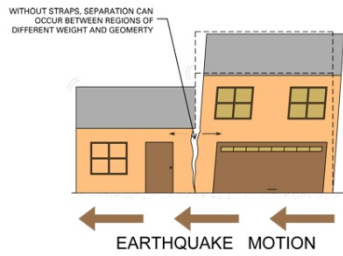 WITHOUT STRAPS, SEPARATION CAN
OCCUR BETWEEN REGIONS OF
DIFFERENT WEIGHT AND GEOMERTY
EARTHQUAKE MOTION